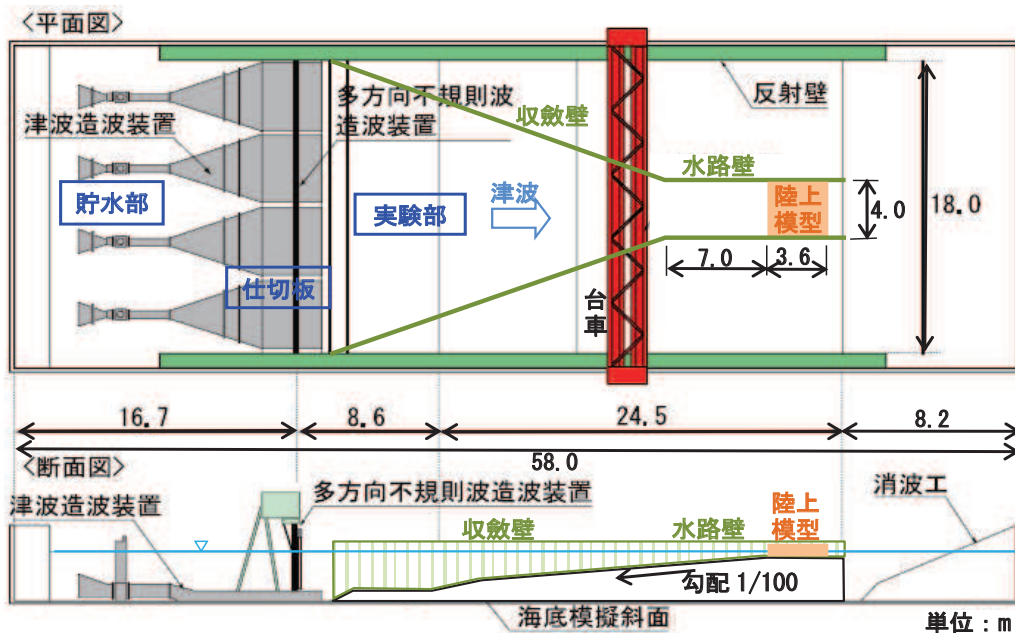 〈平面図〉
津波造波装置
多方向不規則波
造波装置
収斂壁
反射壁
水路壁
貯水部
実験部
津波
陸上
模型
4.0
18.0
仕切板
7.0
3.6
台車
16.7
8.6
24.5
8.2
58.0
〈断面図〉
津波造波装置
多方向不規則波造波装置
収斂壁
水路壁
陸上
模型
消波工
勾配 1/100
海底模擬斜面
単位：m